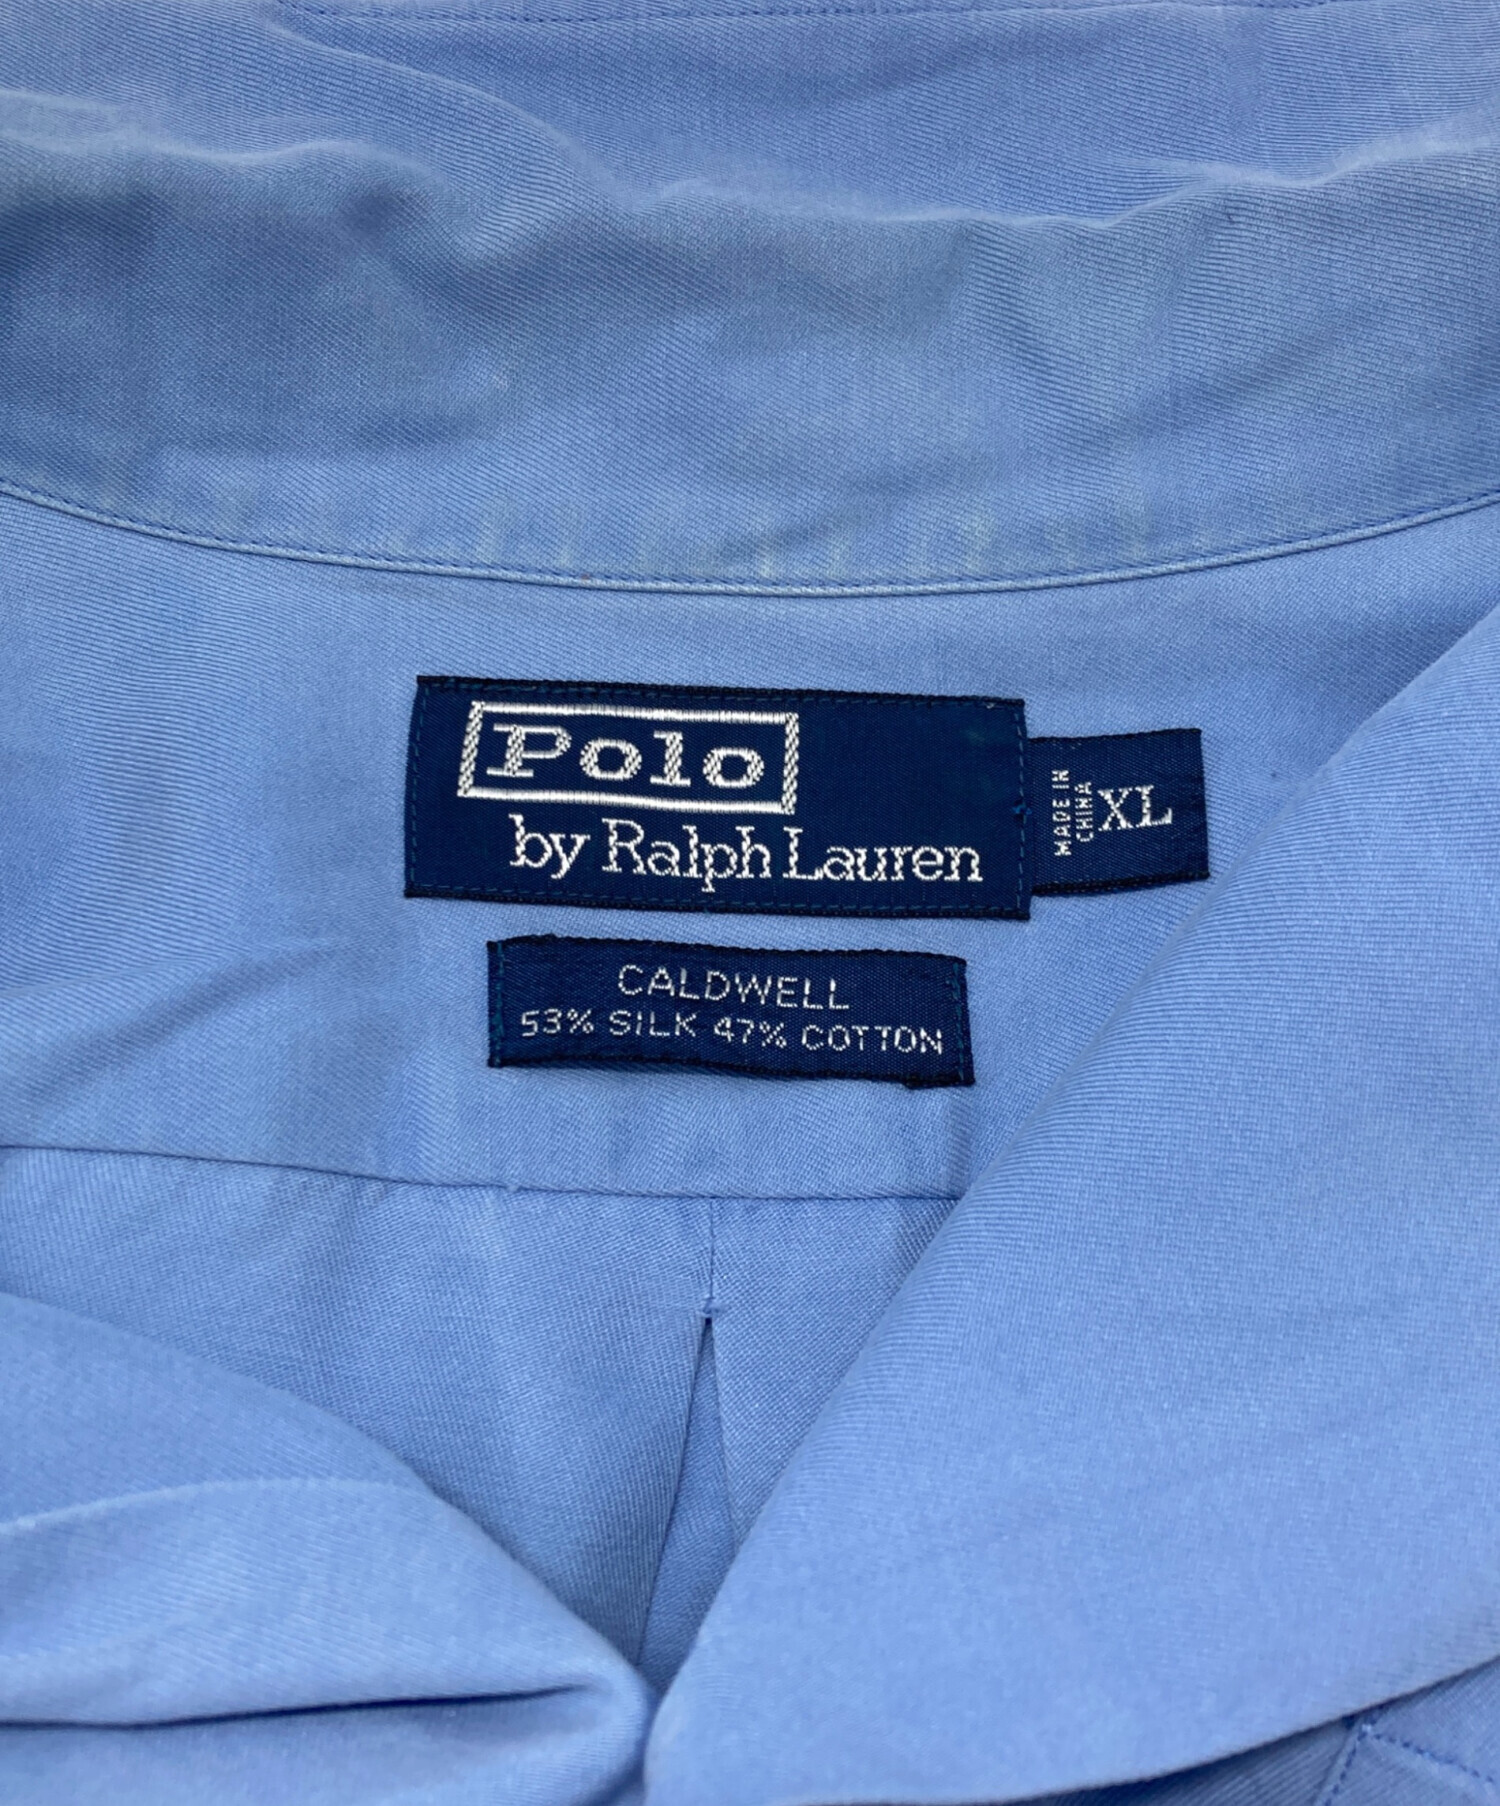 Polo
by Ralph Lauren
MADE IN
CHINA
XL
CALDWELL
53% SILK 47% COTTON